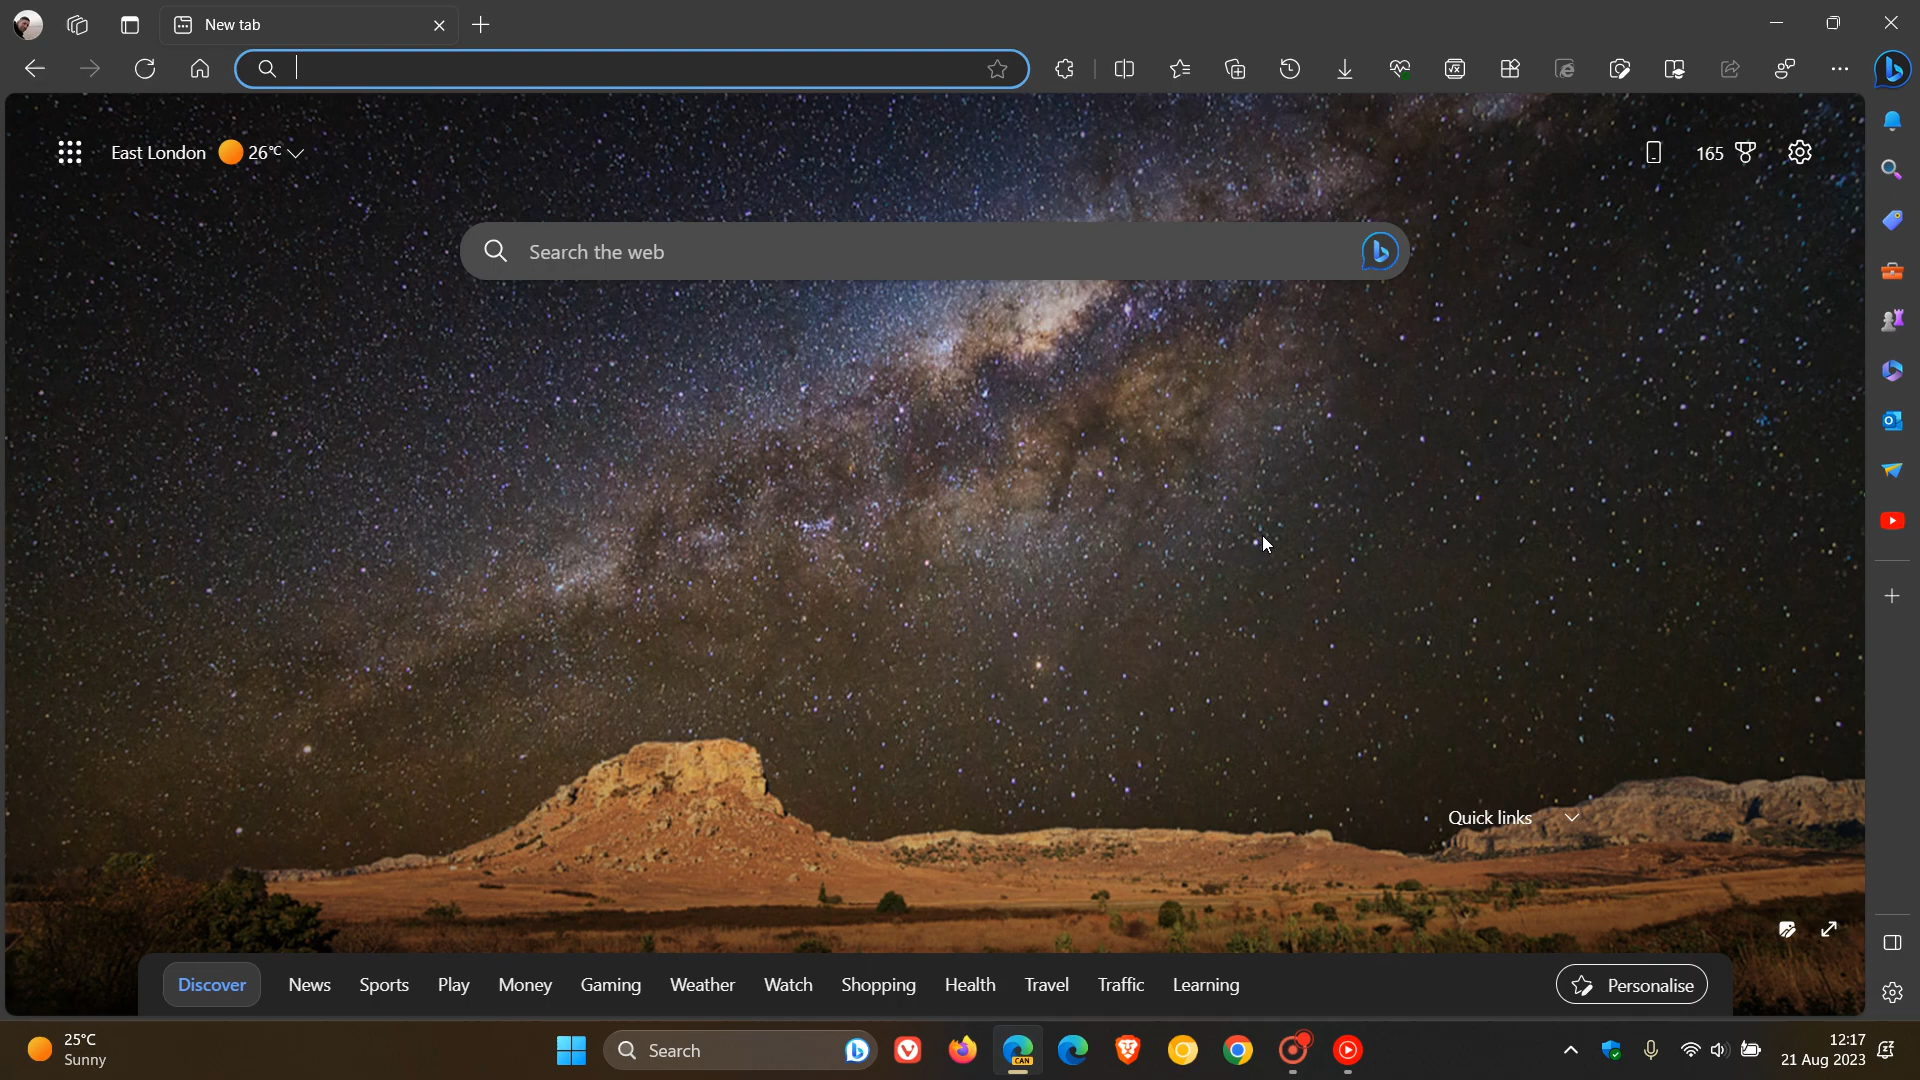 New tab
East London 26°C
165
Search the web
Quick links
Discover News Sports Play Money Gaming Weather Watch Shopping Health Travel Traffic Learning Personalise
25°C
Sunny
Search
CAN
12:17
21 Aug 2023